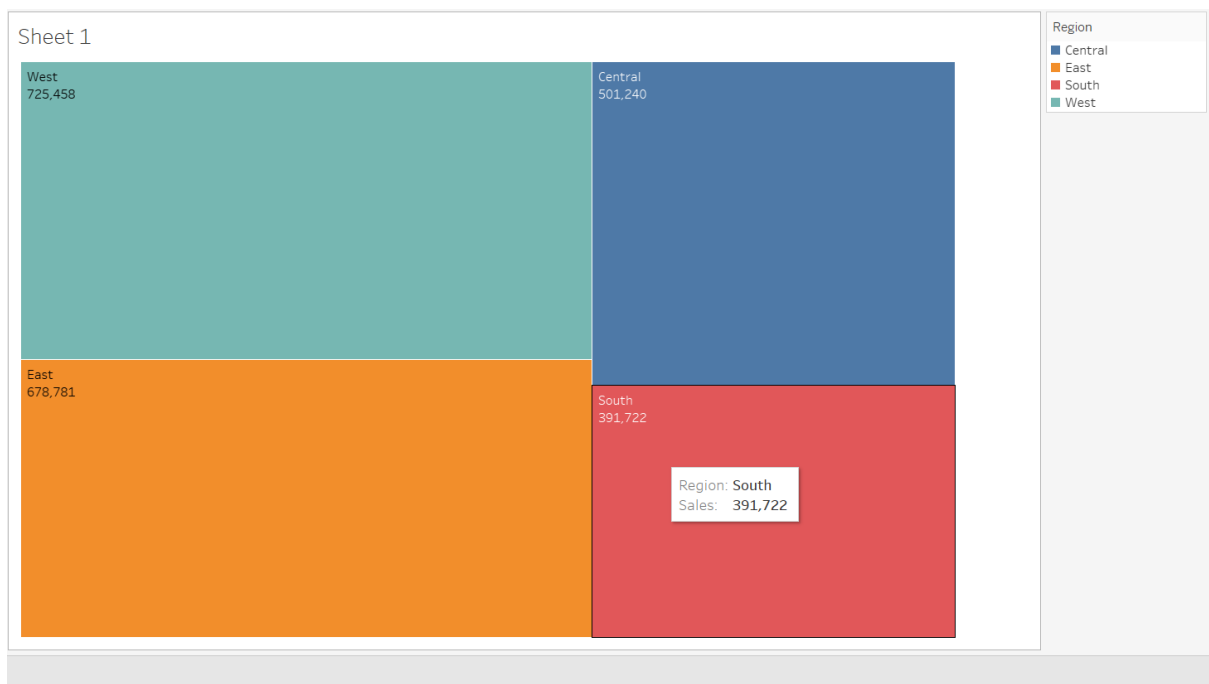 Sheet 1
West
725,458
Central
501,240
East
678,781
South
391,722
Region: South
Sales: 391,722
Region
Central
East
South
West